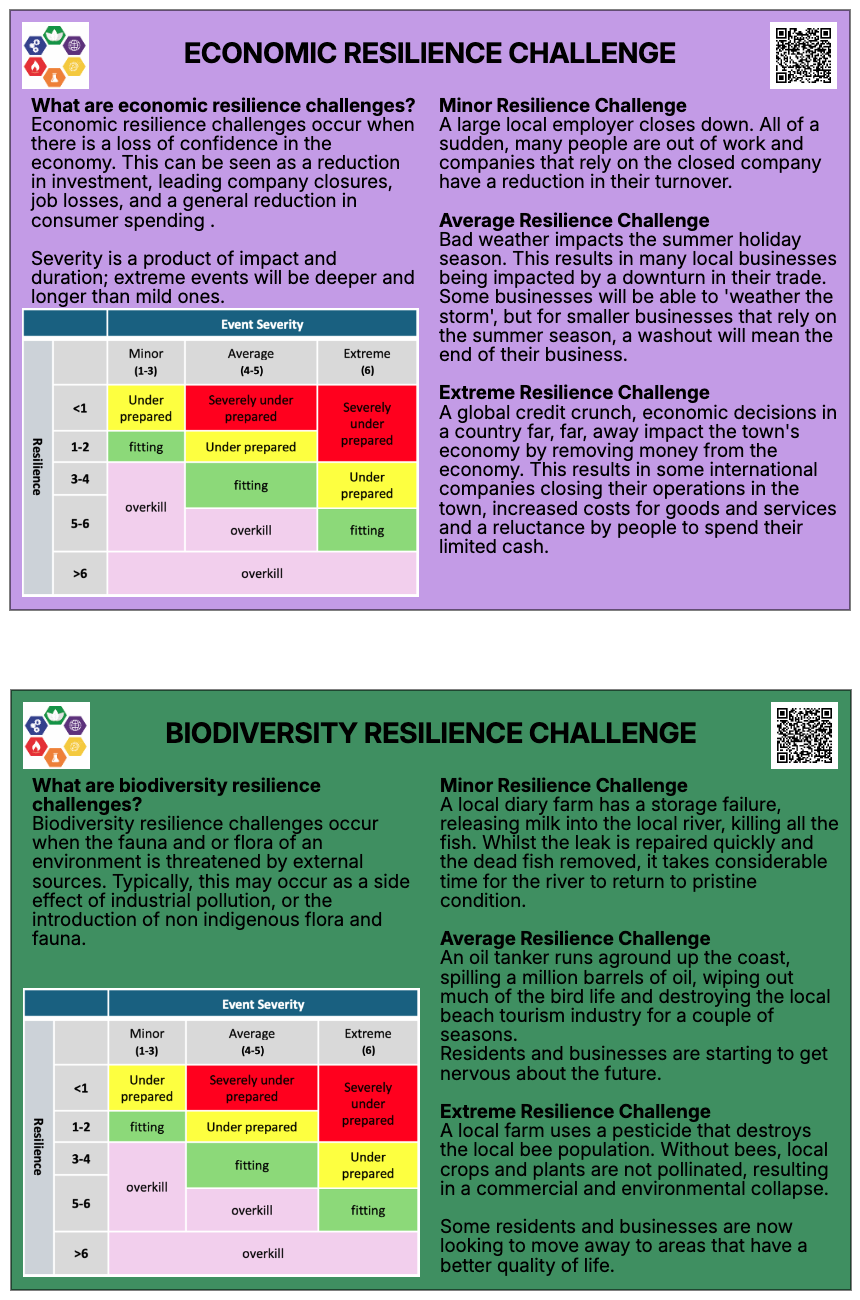 ECONOMIC RESILIENCE CHALLENGE
What are economic resilience challenges?
Economic resilience challenges occur when
there is a loss of confidence in the
economy. This can be seen as a reduction
in investment, leading company closures,
job losses, and a general reduction in
consumer spending .
Severity is a product of impact and
duration; extreme events will be deeper and
longer than mild ones.
Event Severity
Minor
(1-3)
Average
(4-5)
Extreme
(6)
Resilience
<1
Under
prepared
Severely under
prepared
Severely
under
prepared
1-2
fitting
Under prepared
3-4
overkill
fitting
Under
prepared
5-6
overkill
fitting
>6
overkill
Minor Resilience Challenge
A large local employer closes down. All of a
sudden, many people are out of work and
companies that rely on the closed company
have a reduction in their turnover.
Average Resilience Challenge
Bad weather impacts the summer holiday
season. This results in many local businesses
being impacted by a downturn in their trade.
Some businesses will be able to 'weather the
storm', but for smaller businesses that rely on
the summer season, a washout will mean the
end of their business.
Extreme Resilience Challenge
A global credit crunch, economic decisions in
a country far, far, away impact the town's
economy by removing money from the
economy. This results in some international
companies closing their operations in the
town, increased costs for goods and services
and a reluctance by people to spend their
limited cash.
BIODIVERSITY RESILIENCE CHALLENGE
What are biodiversity resilience
challenges?
Biodiversity resilience challenges occur
when the fauna and or flora of an
environment is threatened by external
sources. Typically, this may occur as a side
effect of industrial pollution, or the
introduction of non indigenous flora and
fauna.
Event Severity
Minor
(1-3)
Average
(4-5)
Extreme
(6)
Resilience
<1
Under
prepared
Severely under
prepared
Severely
under
prepared
1-2
fitting
Under prepared
3-4
overkill
fitting
Under
prepared
5-6
overkill
fitting
>6
overkill
Minor Resilience Challenge
A local diary farm has a storage failure,
releasing milk into the local river, killing all the
fish. Whilst the leak is repaired quickly and
the dead fish removed, it takes considerable
time for the river to return to pristine
condition.
Average Resilience Challenge
An oil tanker runs aground up the coast,
spilling a million barrels of oil, wiping out
much of the bird life and destroying the local
beach tourism industry for a couple of
seasons.
Residents and businesses are starting to get
nervous about the future.
Extreme Resilience Challenge
A local farm uses a pesticide that destroys
the local bee population. Without bees, local
crops and plants are not pollinated, resulting
in a commercial and environmental collapse.
Some residents and businesses are now
looking to move away to areas that have a
better quality of life.